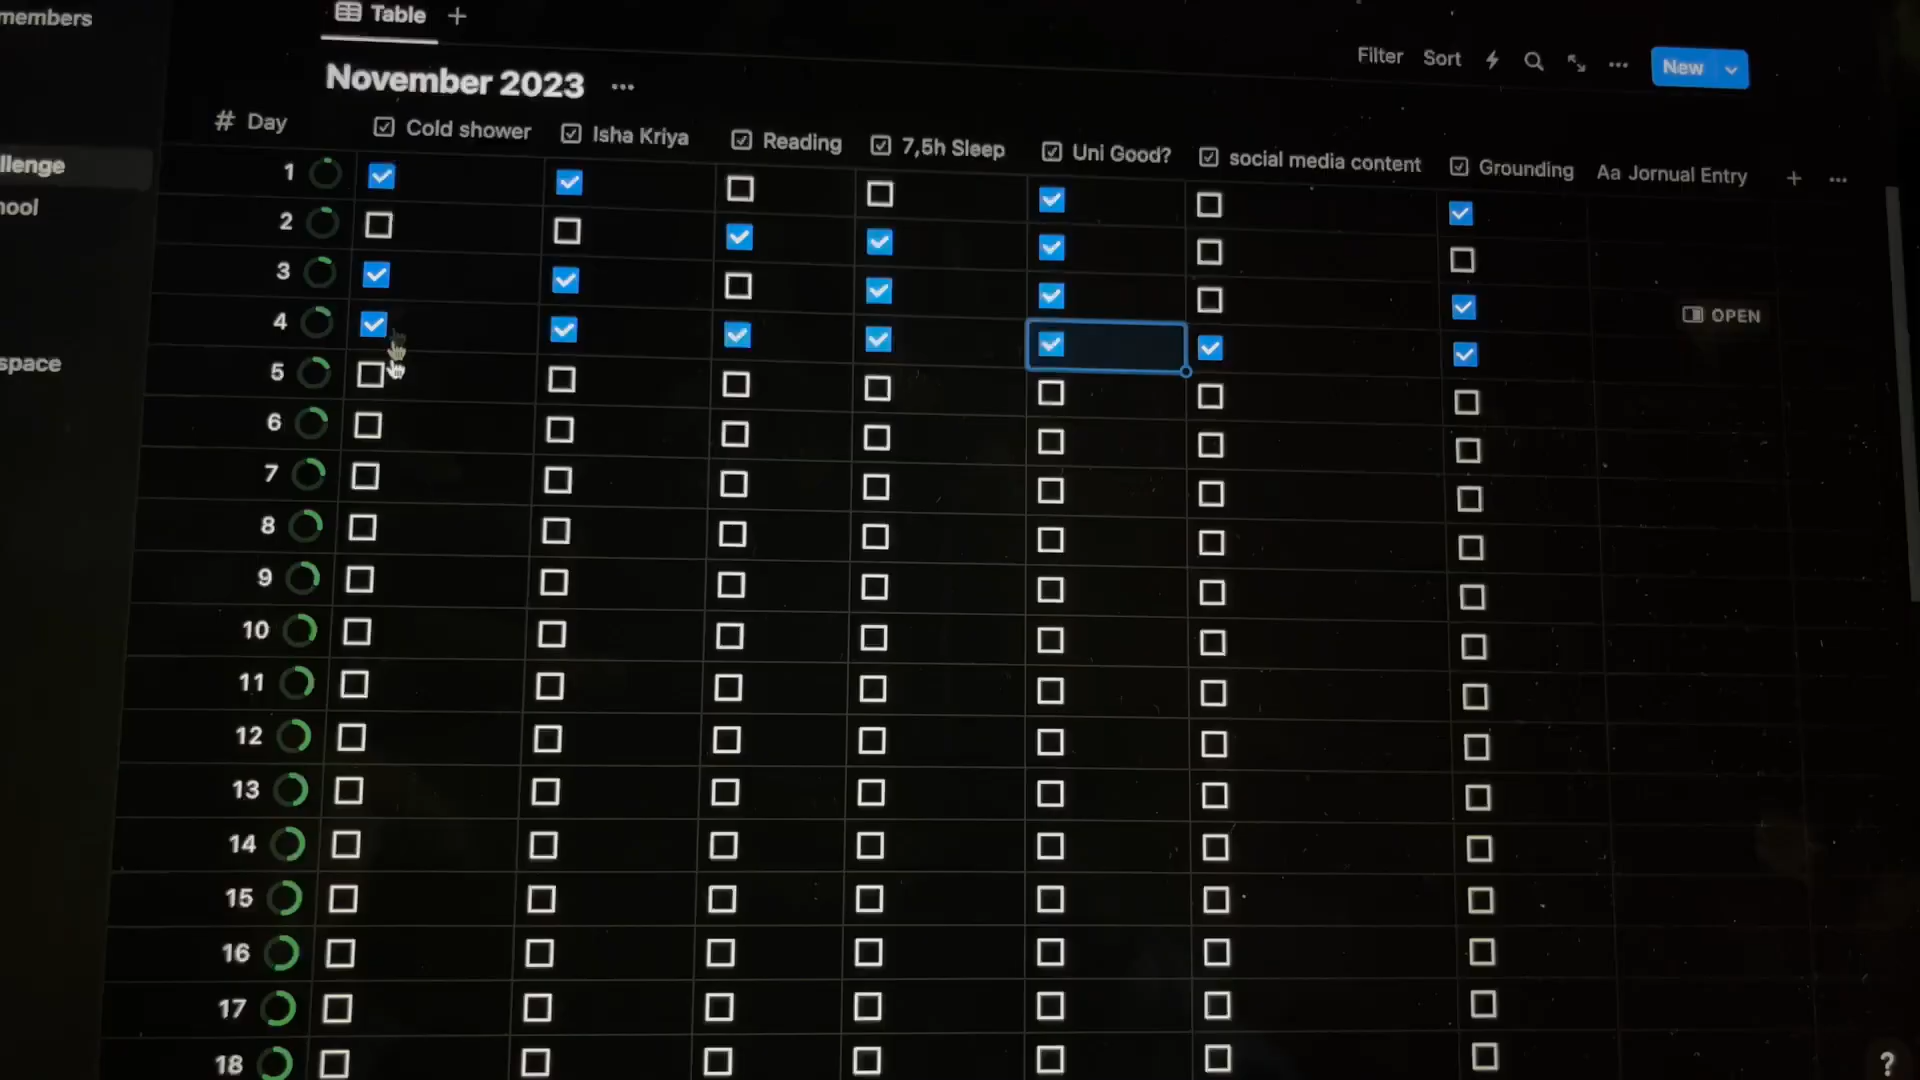 members
Table
Filter Sort New
November 2023
# Day Cold shower Isha Kriya Reading 7,5h Sleep Uni Good? social media content Grounding Aa Jornual Entry
1
llenge
2
3
4 OPEN
space
5
6
7
8
9
10
11
12
13
14
15
16
17
18
?